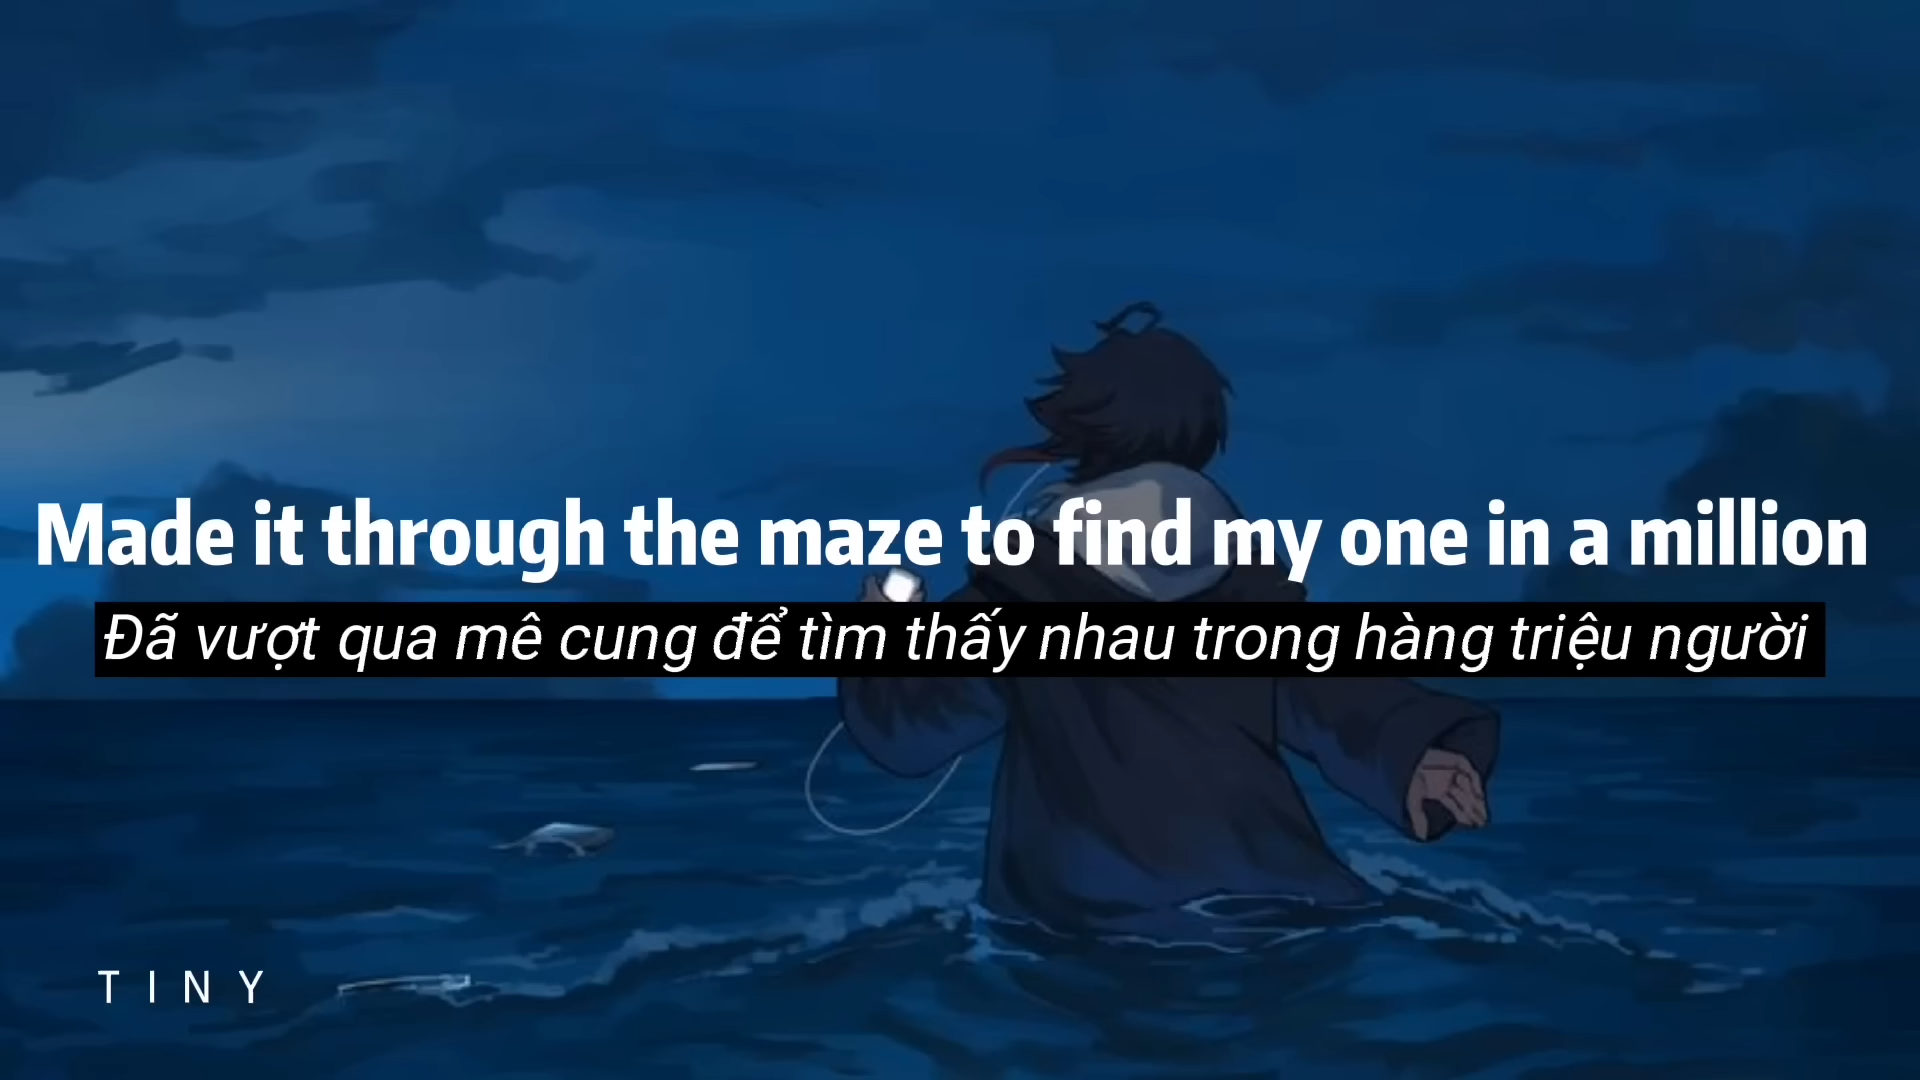 Made it through the maze to find my one in a million
Đã vượt qua mê cung để tìm thấy nhau trong hàng triệu người
TINY